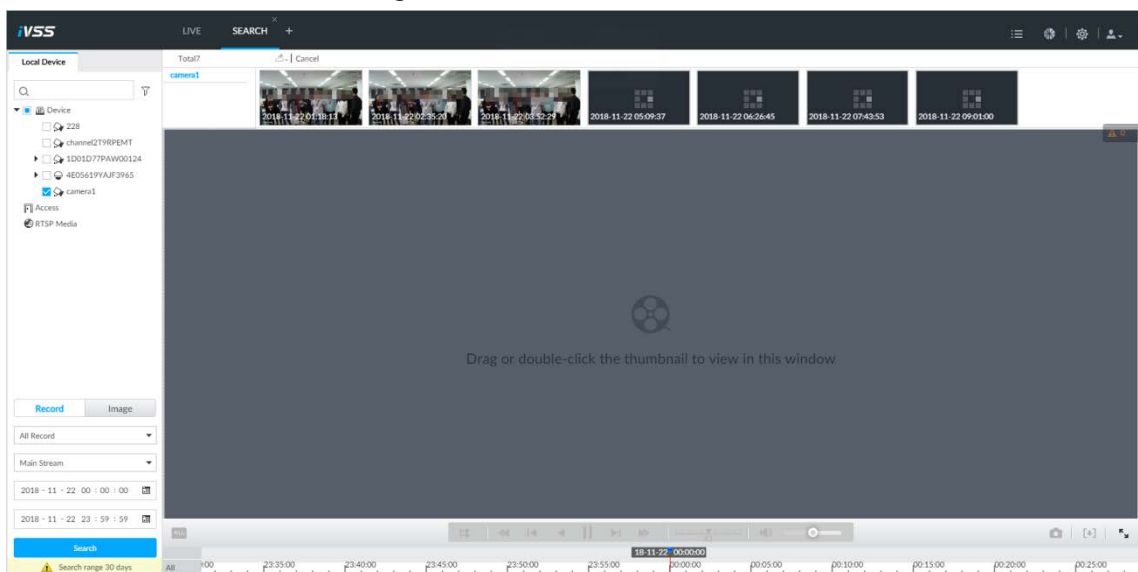 iVSS
LIVE SEARCH × +
Local Device
Total7 Cancel
camera1
Device
228
channel2T9RPEMT
1D01D77PAW00124
4E05619YAJF3965
camera1
Access
RTSP Media
2018-11-22 01:18:13
2018-11-22 02:35:20
2018-11-22 03:52:29
2018-11-22 05:09:37
2018-11-22 06:26:45
2018-11-22 07:43:53
2018-11-22 09:01:00
0
Drag or double-click the thumbnail to view in this window
Record Image
All Record
Main Stream
2018 - 11 - 22 00 : 00 : 00
2018 - 11 - 22 23 : 59 : 59
Search
Search range 30 days
18-11-22 00:00:00
All :00 23:35:00 23:40:00 23:45:00 23:50:00 23:55:00 00:00:00 00:05:00 00:10:00 00:15:00 00:20:00 00:25:00